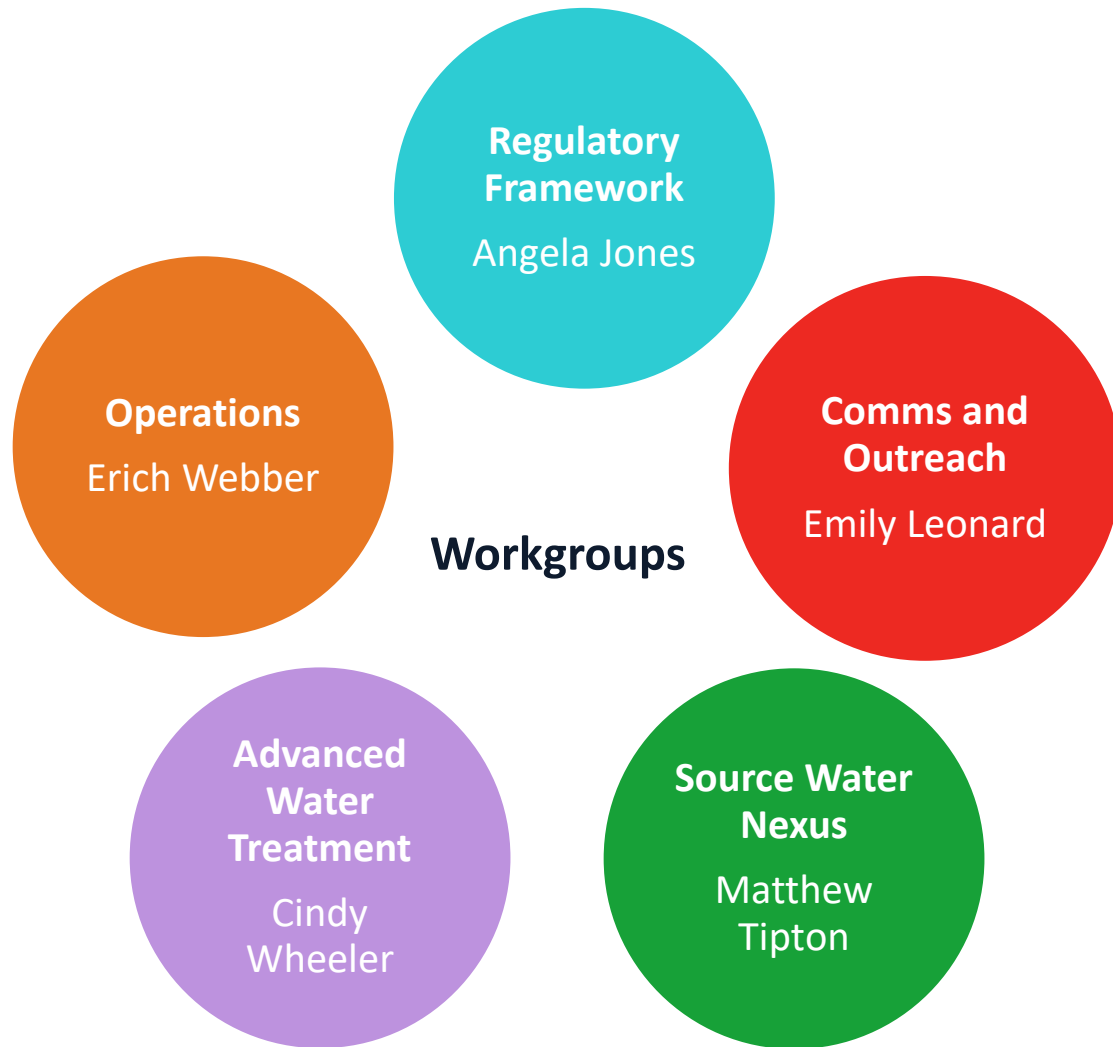 Regulatory
Framework
Angela Jones
Operations
Erich Webber
Comms and
Outreach
Emily Leonard
Workgroups
Advanced
Water
Treatment
Cindy
Wheeler
Source Water
Nexus
Matthew
Tipton